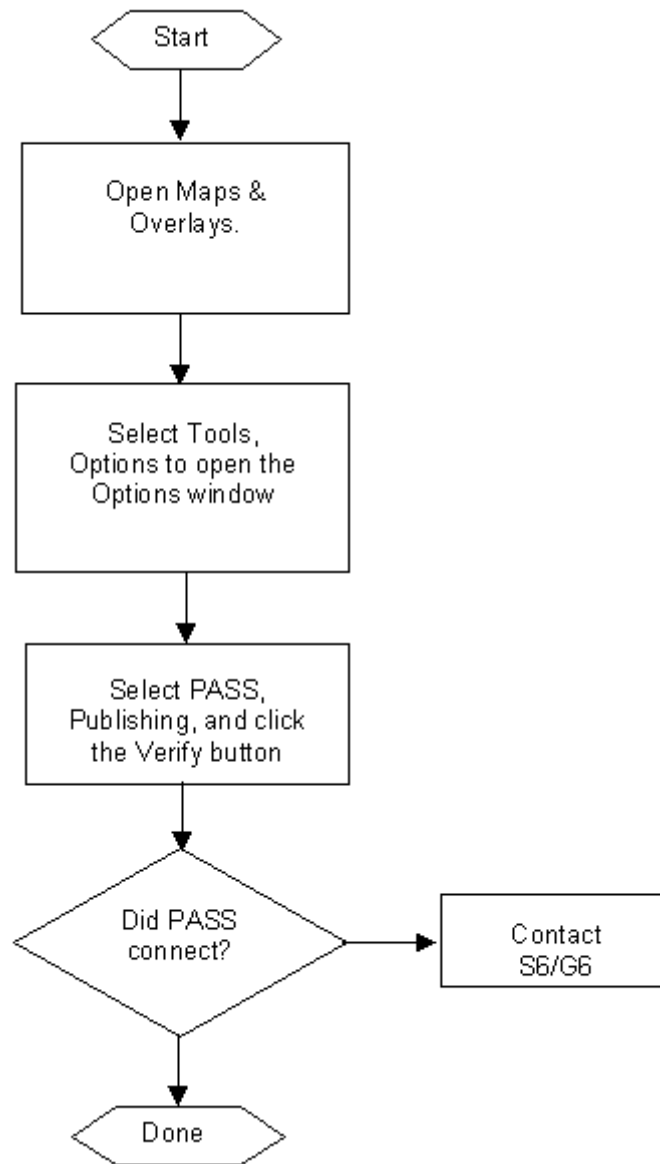 Start
Open Maps &
Overlays.
Select Tools,
Options to open the
Options window
Select PASS,
Publishing, and click
the Verify button
Did PASS
connect?
Contact
S6/G6
Done